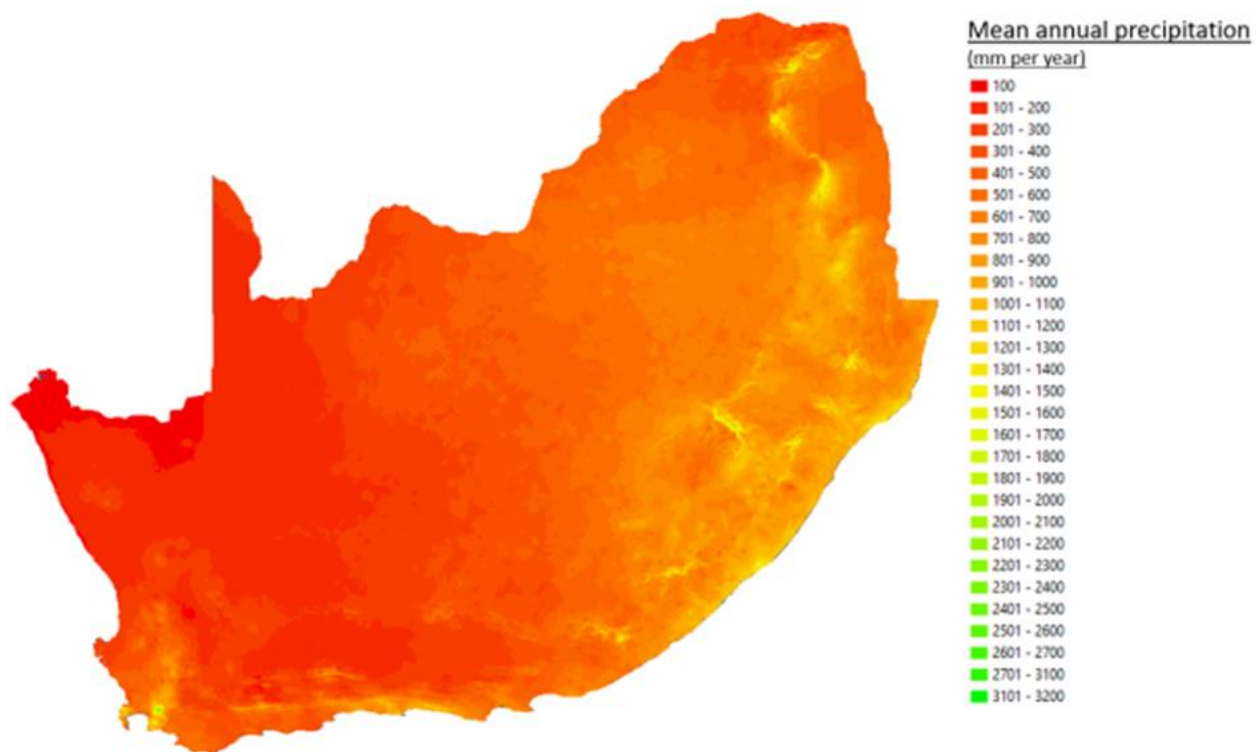 Mean annual precipitation
(mm per year)
100
101 - 200
201 - 300
301 - 400
401 - 500
501 - 600
601 - 700
701 - 800
801 - 900
901 - 1000
1001 - 1100
1101 - 1200
1201 - 1300
1301 - 1400
1401 - 1500
1501 - 1600
1601 - 1700
1701 - 1800
1801 - 1900
1901 - 2000
2001 - 2100
2101 - 2200
2201 - 2300
2301 - 2400
2401 - 2500
2501 - 2600
2601 - 2700
2701 - 3100
3101 - 3200